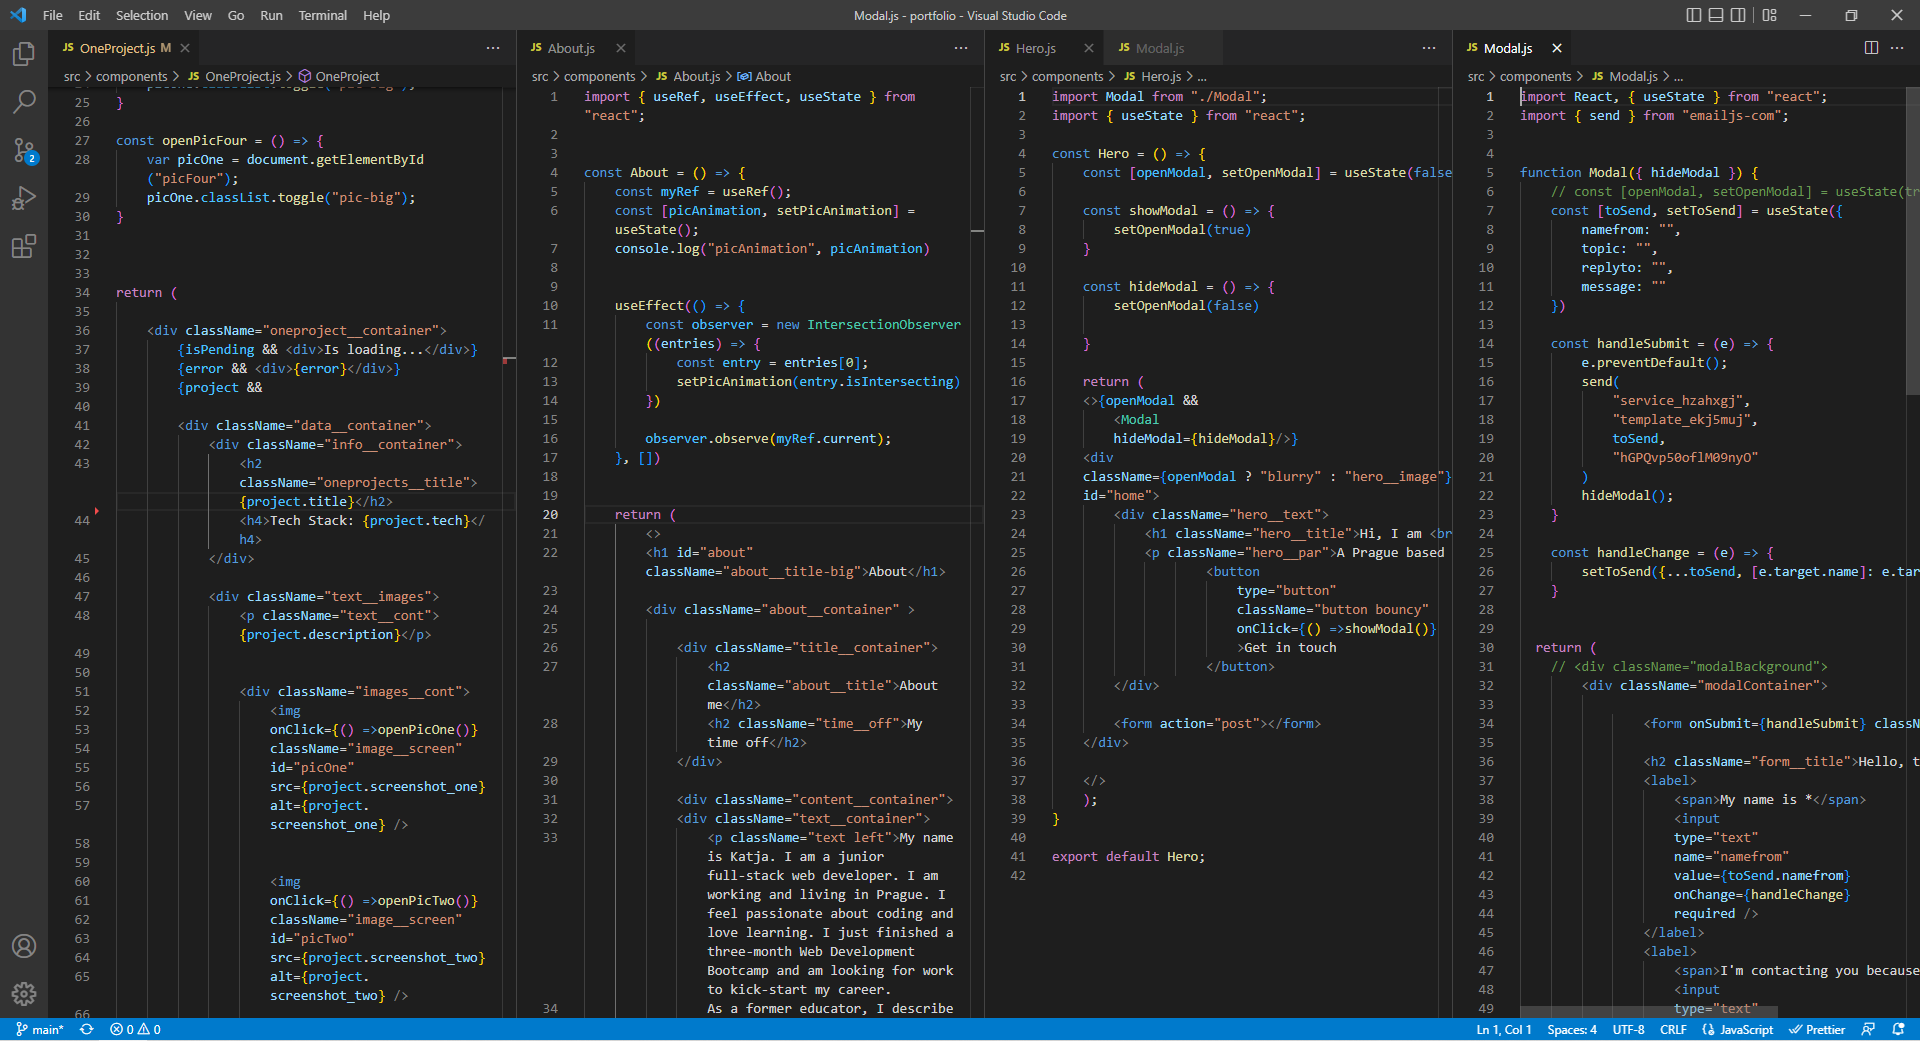 File Edit Selection View Go Run Terminal Help
Modal.js - portfolio - Visual Studio Code
JS OneProject.js M
src > components > JS OneProject.js > OneProject
25 }
26
27 const openPicFour = () => {
28 var picOne = document.getElementById
("picFour");
29 picOne.classList.toggle("pic-big");
30 }
31
32
33
34 return (
35
36 <div className="oneproject__container">
37 {isPending && <div>Is loading...</div>}
38 {error && <div>{error}</div>}
39 {project &&
40
41 <div className="data__container">
42 <div className="info__container">
43 <h2
className="oneprojects__title">
{project.title}</h2>
44 <h4>Tech Stack: {project.tech}</
h4>
45 </div>
46
47 <div className="text__images">
48 <p className="text__cont">
{project.description}</p>
49
50
51 <div className="images__cont">
52 <img
53 onClick={() =>openPicOne()}
54 className="image__screen"
55 id="picOne"
56 src={project.screenshot_one}
57 alt={project.
screenshot_one} />
58
59
60 <img
61 onClick={() =>openPicTwo()}
62 className="image__screen"
63 id="picTwo"
64 src={project.screenshot_two}
65 alt={project.
screenshot_two} />
66
JS About.js
src > components > JS About.js > About
1 import { useRef, useEffect, useState } from
"react";
2
3
4 const About = () => {
5 const myRef = useRef();
6 const [picAnimation, setPicAnimation] =
useState();
7 console.log("picAnimation", picAnimation)
8
9
10 useEffect(() => {
11 const observer = new IntersectionObserver
((entries) => {
12 const entry = entries[0];
13 setPicAnimation(entry.isIntersecting)
14 })
15
16 observer.observe(myRef.current);
17 }, [])
18
19
20 return (
21 <>
22 <h1 id="about"
className="about__title-big">About</h1>
23
24 <div className="about__container" >
25
26 <div className="title__container">
27 <h2
className="about__title">About
me</h2>
28 <h2 className="time__off">My
time off</h2>
29 </div>
30
31 <div className="content__container">
32 <div className="text__container">
33 <p className="text left">My name
is Katja. I am a junior
full-stack web developer. I am
working and living in Prague. I
feel passionate about coding and
love learning. I just finished a
three-month Web Development
Bootcamp and am looking for work
to kick-start my career.
34 As a former educator, I describe
JS Hero.js JS Modal.js
src > components > JS Hero.js > ...
1 import Modal from "./Modal";
2 import { useState } from "react";
3
4 const Hero = () => {
5 const [openModal, setOpenModal] = useState(false
6
7 const showModal = () => {
8 setOpenModal(true)
9 }
10
11 const hideModal = () => {
12 setOpenModal(false)
13
14 }
15
16 return (
17 <>{openModal &&
18 <Modal
19 hideModal={hideModal}/>}
20 <div
21 className={openModal ? "blurry" : "hero__image"}
22 id="home">
23 <div className="hero__text">
24 <h1 className="hero__title">Hi, I am <br
25 <p className="hero__par">A Prague based
26 <button
27 type="button"
28 className="button bouncy"
29 onClick={() =>showModal()}
30 >Get in touch
31 </button>
32 </div>
33
34 <form action="post"></form>
35 </div>
36
37 </>
38 );
39 }
40
41 export default Hero;
42
JS Modal.js
src > components > JS Modal.js > ...
1 import React, { useState } from "react";
2 import { send } from "emailjs-com";
3
4
5 function Modal({ hideModal }) {
6 // const [openModal, setOpenModal] = useState(tr
7 const [toSend, setToSend] = useState({
8 namefrom: "",
9 topic: "",
10 replyto: "",
11 message: ""
12 })
13
14 const handleSubmit = (e) => {
15 e.preventDefault();
16 send(
17 "service_hzahxgj",
18 "template_ekj5muj",
19 toSend,
20 "hGPQvp50oflM09nyO"
21 )
22 hideModal();
23 }
24
25 const handleChange = (e) => {
26 setToSend({...toSend, [e.target.name]: e.tar
27 }
28
29
30 return (
31 // <div className="modalBackground">
32 <div className="modalContainer">
33
34 <form onSubmit={handleSubmit} classN
35
36 <h2 className="form__title">Hello, t
37 <label>
38 <span>My name is *</span>
39 <input
40 type="text"
41 name="namefrom"
42 value={toSend.namefrom}
43 onChange={handleChange}
44 required />
45 </label>
46 <label>
47 <span>I'm contacting you because
48 <input
49 type="text"
2
main* 0 0
Ln 1, Col 1 Spaces: 4 UTF-8 CRLF JavaScript Prettier